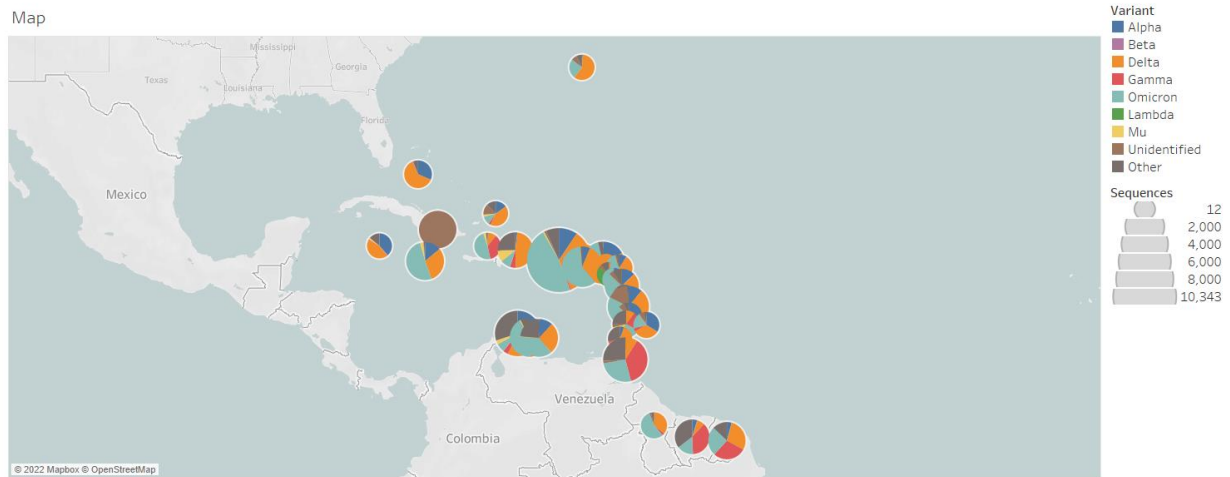 Map
Mississippi
Georgia
Texas
Louisiana
Florida
Mexico
Venezuela
Colombia
© 2022 Mapbox © OpenStreetMap
Variant
Alpha
Beta
Delta
Gamma
Omicron
Lambda
Mu
Unidentified
Other
Sequences
12
2,000
4,000
6,000
8,000
10,343